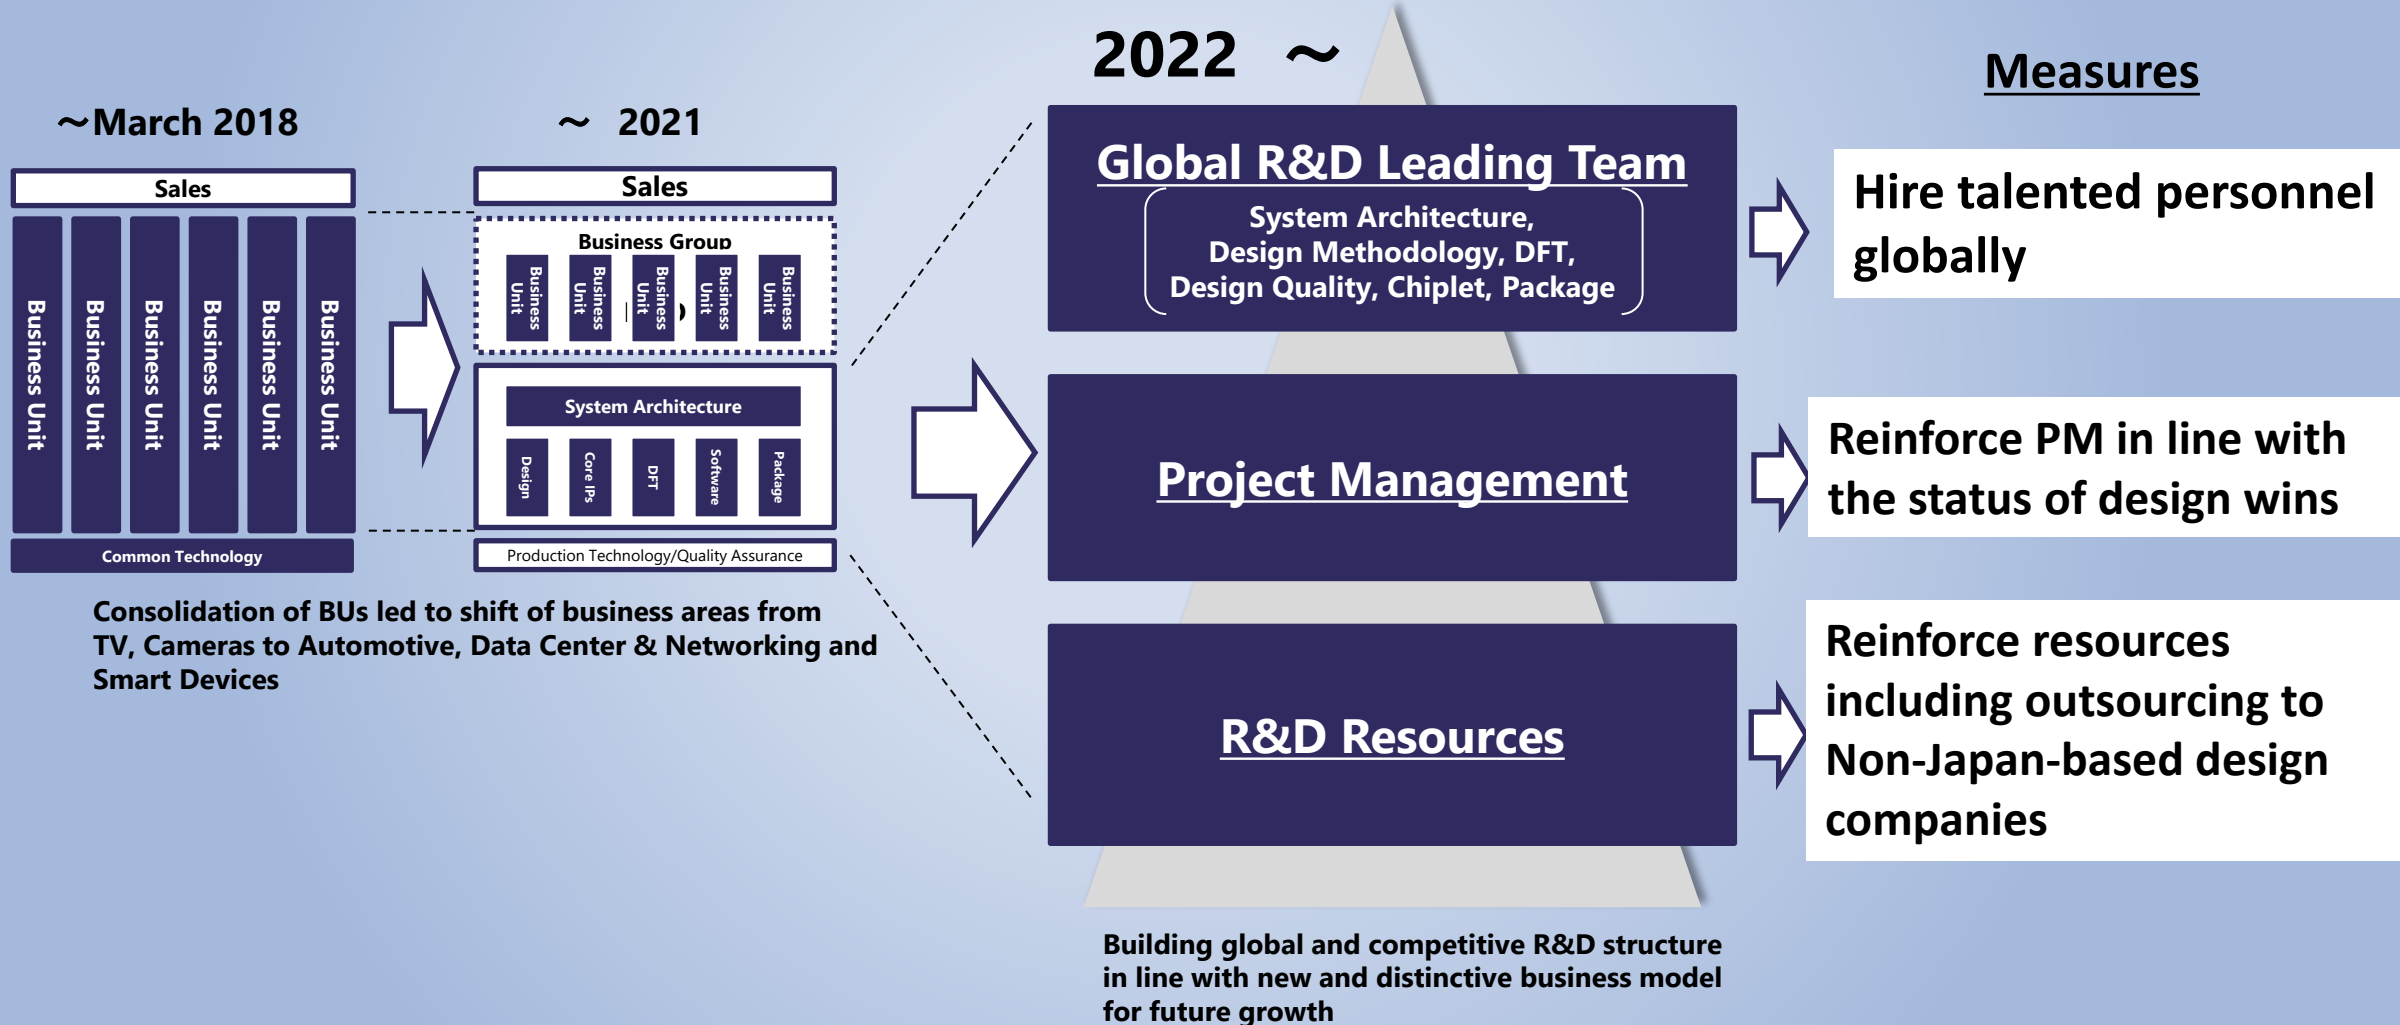 ～March 2018
Sales
Business Unit
Business Unit
Business Unit
Business Unit
Business Unit
Business Unit
Common Technology
～ 2021
Sales
Business Group
Business
Unit
Business
Unit
Business
Unit
Business
Unit
Business
Unit
System Architecture
Design
Core IPs
DFT
Software
Package
Production Technology/Quality Assurance
Consolidation of BUs led to shift of business areas from
TV, Cameras to Automotive, Data Center & Networking and
Smart Devices
2022 ～
Global R&D Leading Team
System Architecture,
Design Methodology, DFT,
Design Quality, Chiplet, Package
Project Management
R&D Resources
Building global and competitive R&D structure
in line with new and distinctive business model
for future growth
Measures
Hire talented personnel
globally
Reinforce PM in line with
the status of design wins
Reinforce resources
including outsourcing to
Non-Japan-based design
companies